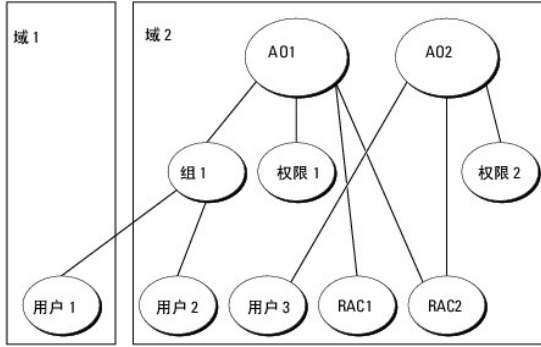 域 1
域 2
A01
A02
组 1
权限 1
权限 2
用户 1
用户 2
用户 3
RAC1
RAC2